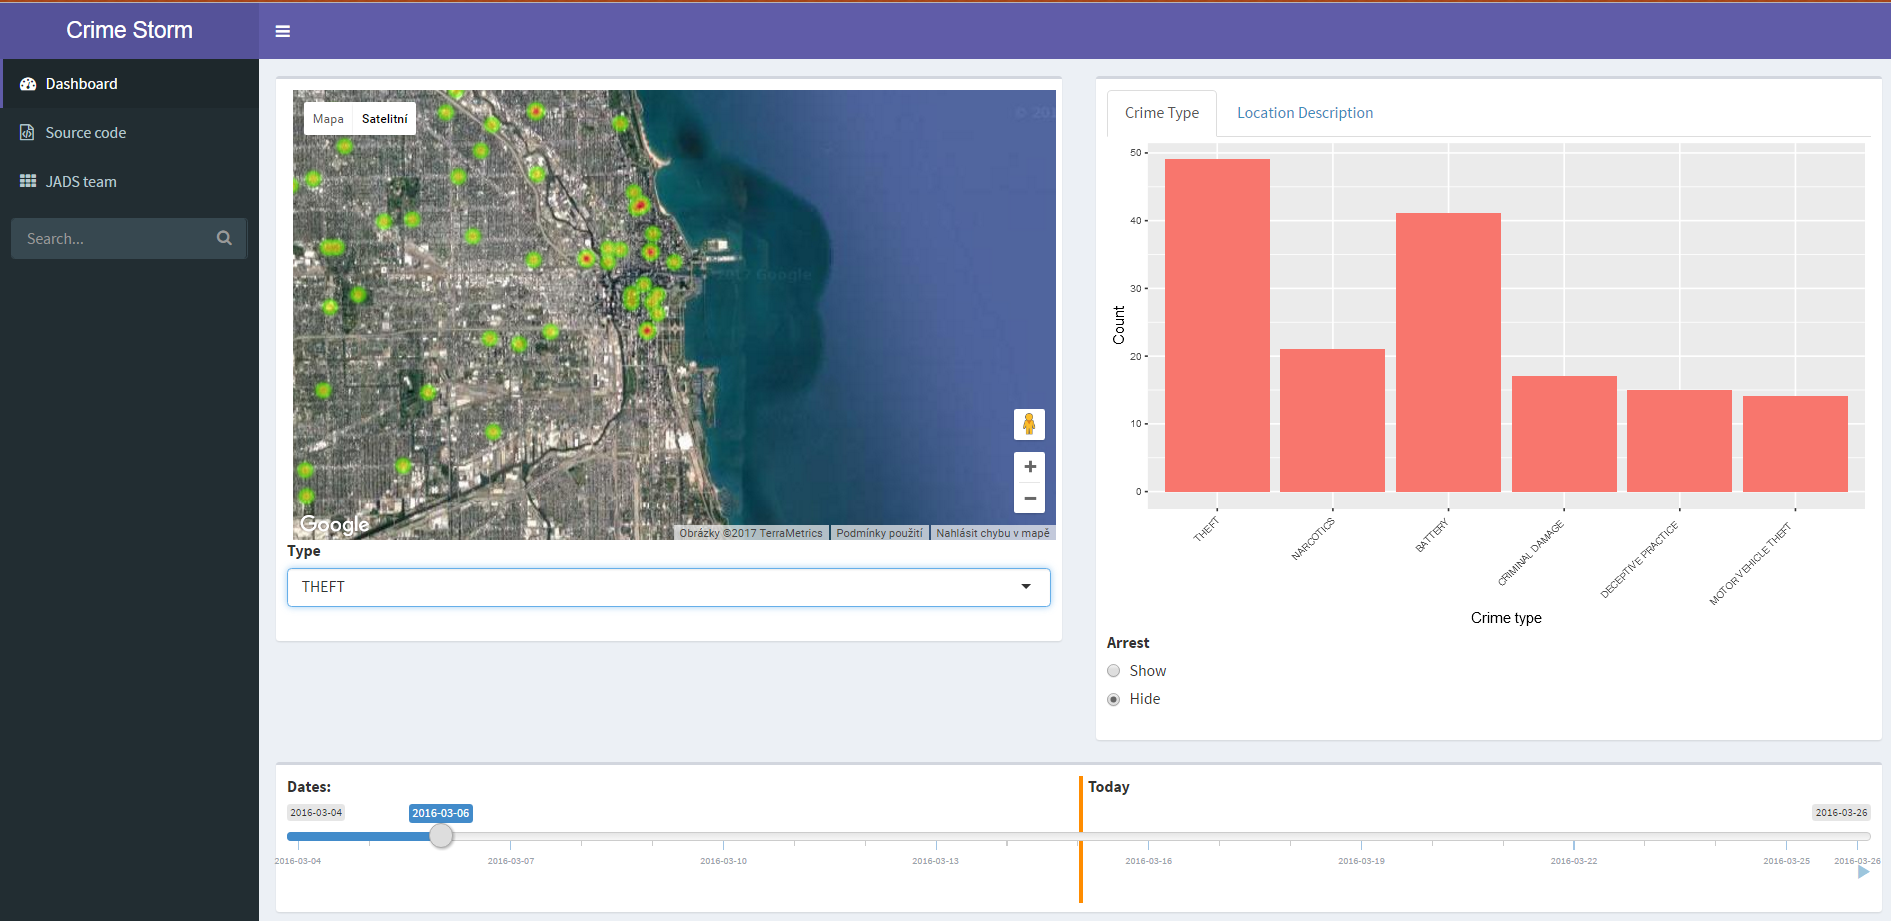 Crime Storm
Dashboard
Source code
JADS team
Search...
Mapa
Satelitní
© 201
2017 Google
Google
Obrázky ©2017 TerraMetrics
Podmínky použití
Nahlásit chybu v mapě
Type
THEFT
Crime Type
Location Description
50
40
30
20
10
0
Count
THEFT
NARCOTICS
BATTERY
CRIMINAL DAMAGE
DECEPTIVE PRACTICE
MOTOR VEHICLE THEFT
Crime type
Arrest
Show
Hide
Dates:
Today
2016-03-04
2016-03-06
2016-03-26
2016-03-04
2016-03-07
2016-03-10
2016-03-13
2016-03-16
2016-03-19
2016-03-22
2016-03-25
2016-03-26